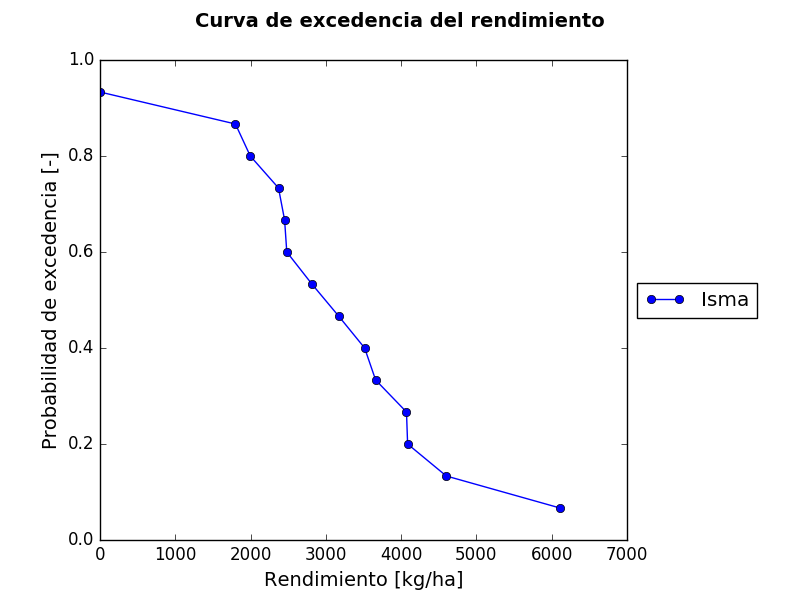 Curva de excedencia del rendimiento
Probabilidad de excedencia [-]
1.0
0.8
0.6
0.4
0.2
0.0
0 1000 2000 3000 4000 5000 6000 7000
Rendimiento [kg/ha]
Isma